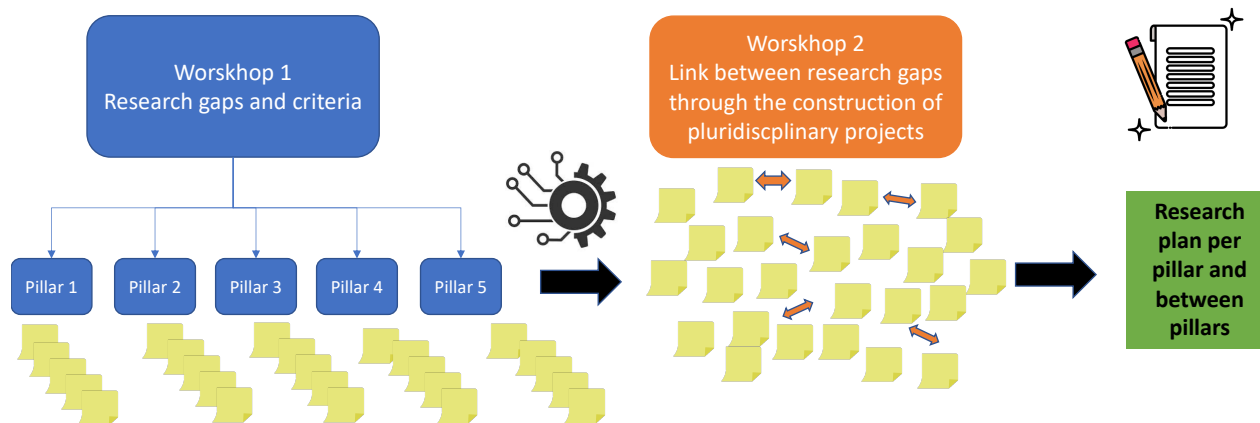 Worskhop 1
Research gaps and criteria
Pillar 1
Pillar 2
Pillar 3
Pillar 4
Pillar 5
Worskhop 2
Link between research gaps
through the construction of
pluridiscplinary projects
Research
plan per
pillar and
between
pillars